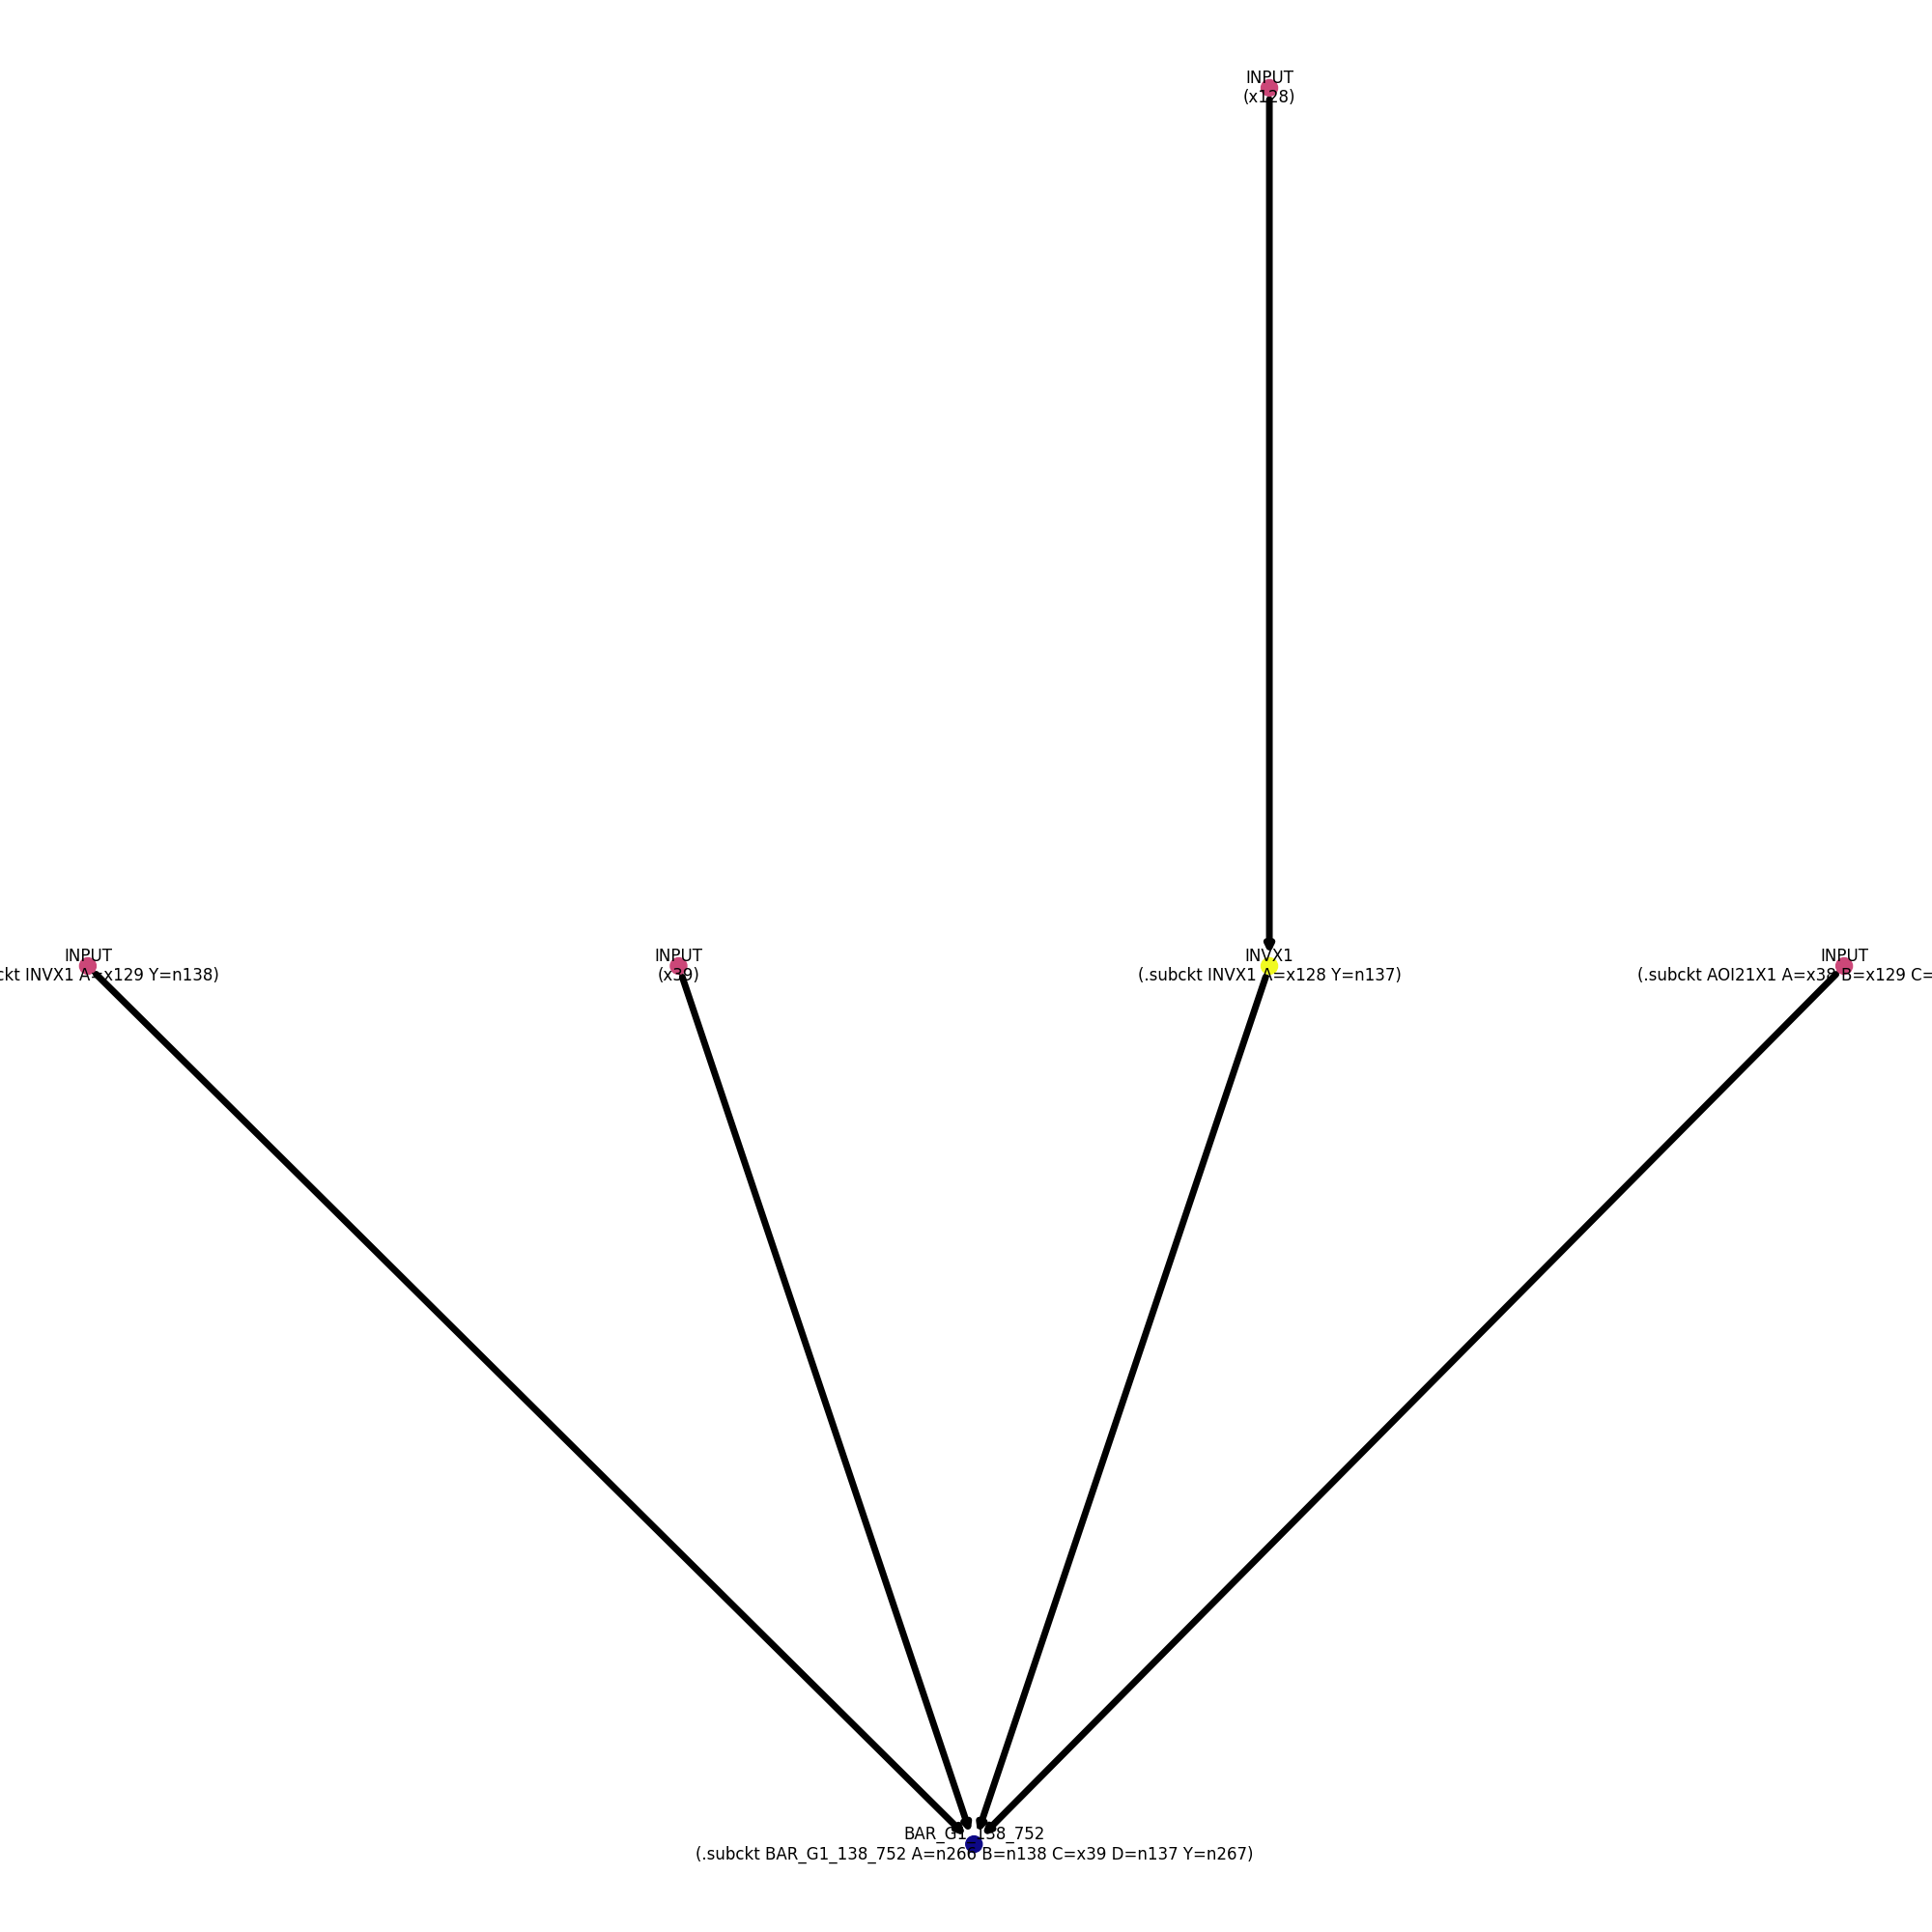 INPUT
(x128)
INPUT
ckt INVX1 A=x129 Y=n138)
INPUT
(x39)
INVX1
(.subckt INVX1 A=x128 Y=n137)
INPUT
(.subckt AOI21X1 A=x38 B=x129 C=
BAR_G1_138_752
(.subckt BAR_G1_138_752 A=n266 B=n138 C=x39 D=n137 Y=n267)